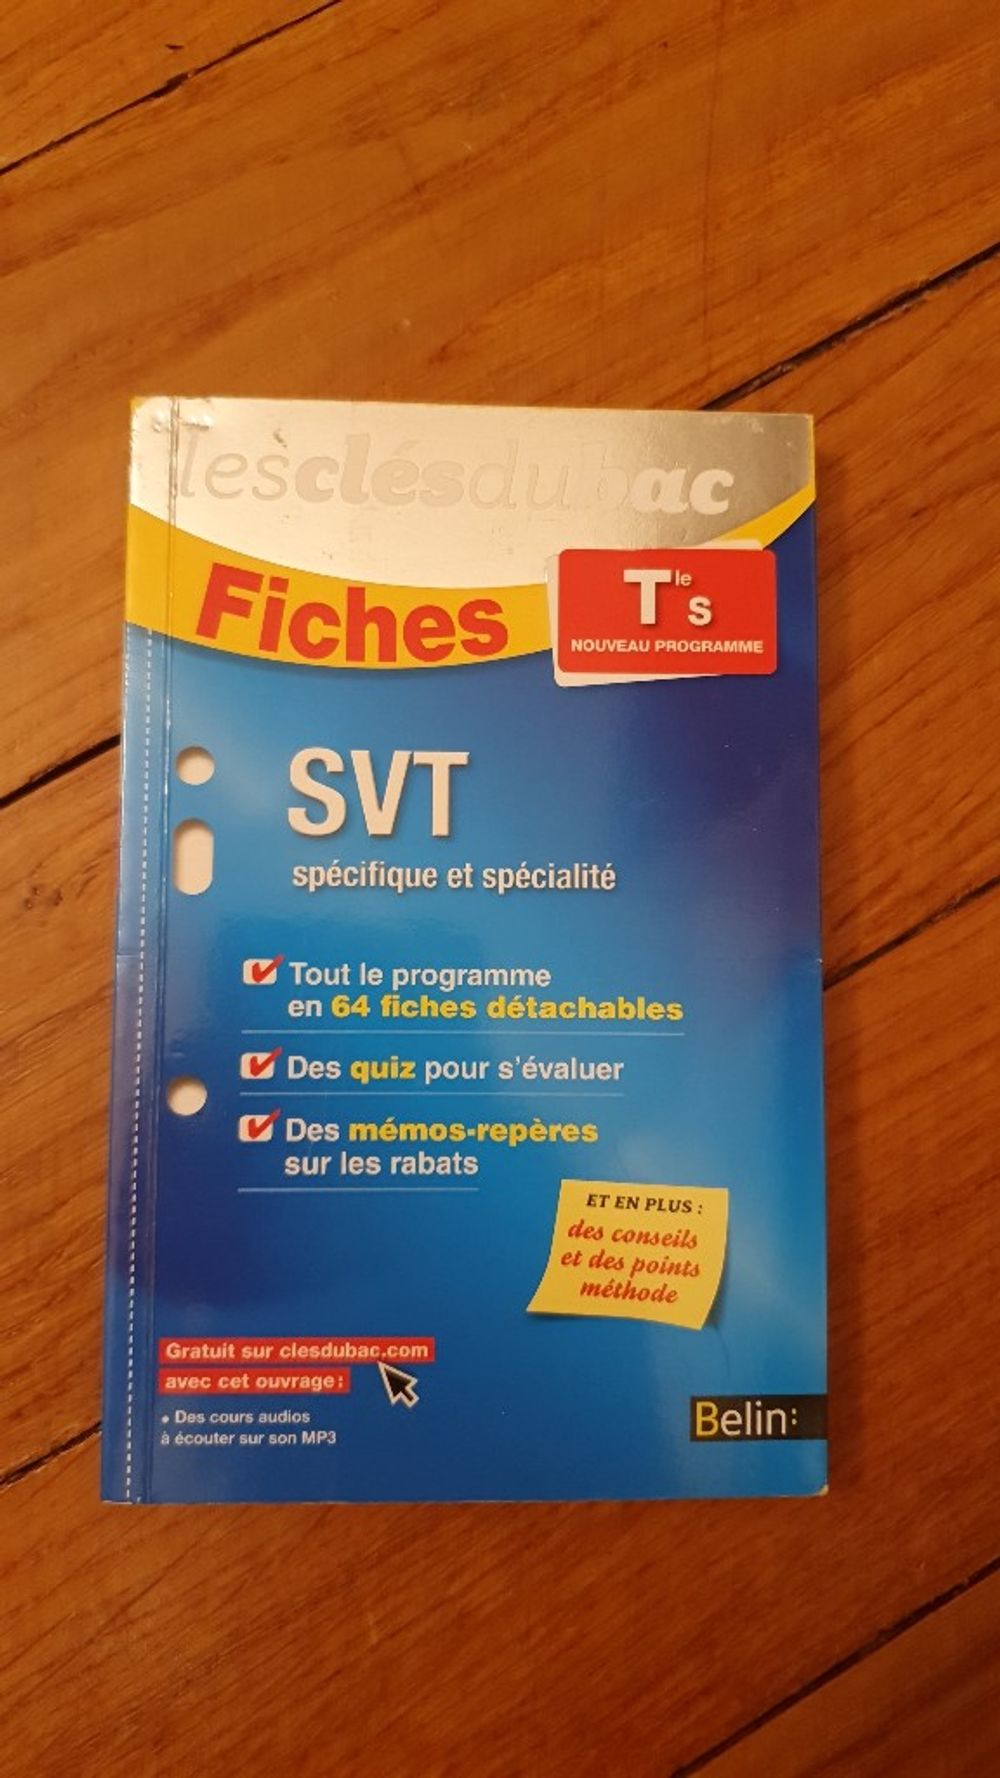 lesclésdubac
Fiches
Tle s
NOUVEAU PROGRAMME
SVT
spécifique et spécialité
Tout le programme
en 64 fiches détachables
Des quiz pour s'évaluer
Des mémos-repères
sur les rabats
ET EN PLUS :
des conseils
et des points
méthode
Gratuit sur clesdubac.com
avec cet ouvrage :
• Des cours audios
à écouter sur son MP3
Belin: